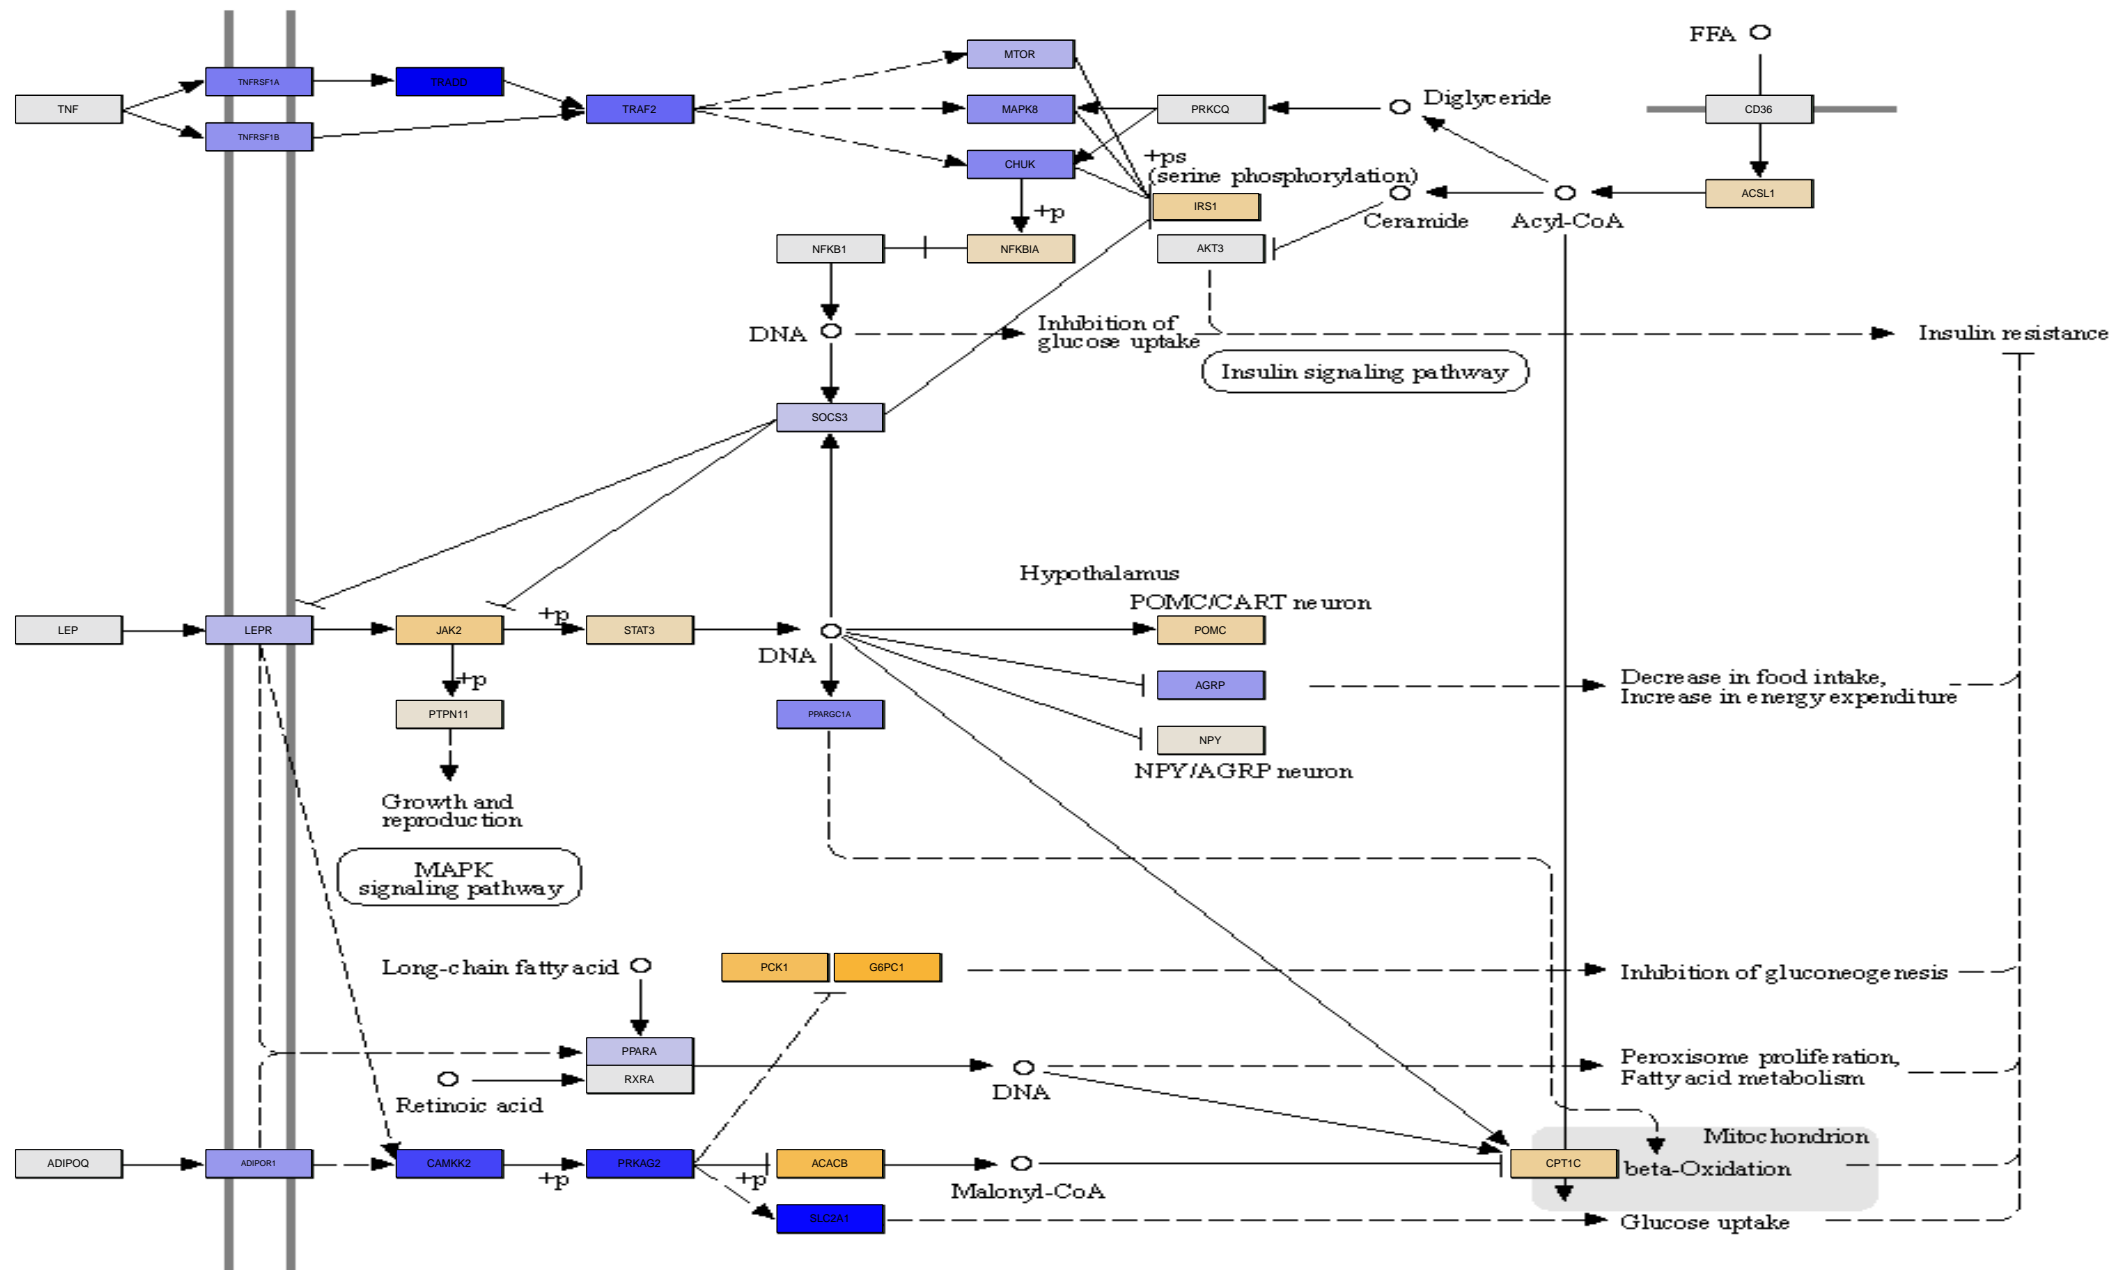 FFA
MTOR
TNFRSF1A
TRADD
TNF
TRAF2
MAPK8
PRKCQ
Diglyceride
CD36
TNFRSF1B
CHUK
+ps
(serine phosphorylation)
ACSL1
IRS1
+p
Ceramide
Acyl-CoA
NFKB1
NFKBIA
AKT3
DNA
Inhibition of
glucose uptake
Insulin resistance
Insulin signaling pathway
SOCS3
Hypothalamus
POMC/CART neuron
LEP
LEPR
JAK2
+p
STAT3
DNA
POMC
+p
AGRP
Decrease in food intake,
Increase in energy expenditure
PTPN11
PPARGC1A
NPY
NPY/AGRP neuron
Growth and
reproduction
MAPK
signaling pathway
Long-chain fatty acid
PCK1
G6PC1
Inhibition of gluconeogenesis
PPARA
RXRA
Peroxisome proliferation,
Fatty acid metabolism
DNA
Retinoic acid
Mitochondrion
ADIPOQ
ADIPOR1
CAMKK2
+p
PRKAG2
+p
ACACB
Malonyl-CoA
CPT1C
beta-Oxidation
SLC2A1
Glucose uptake